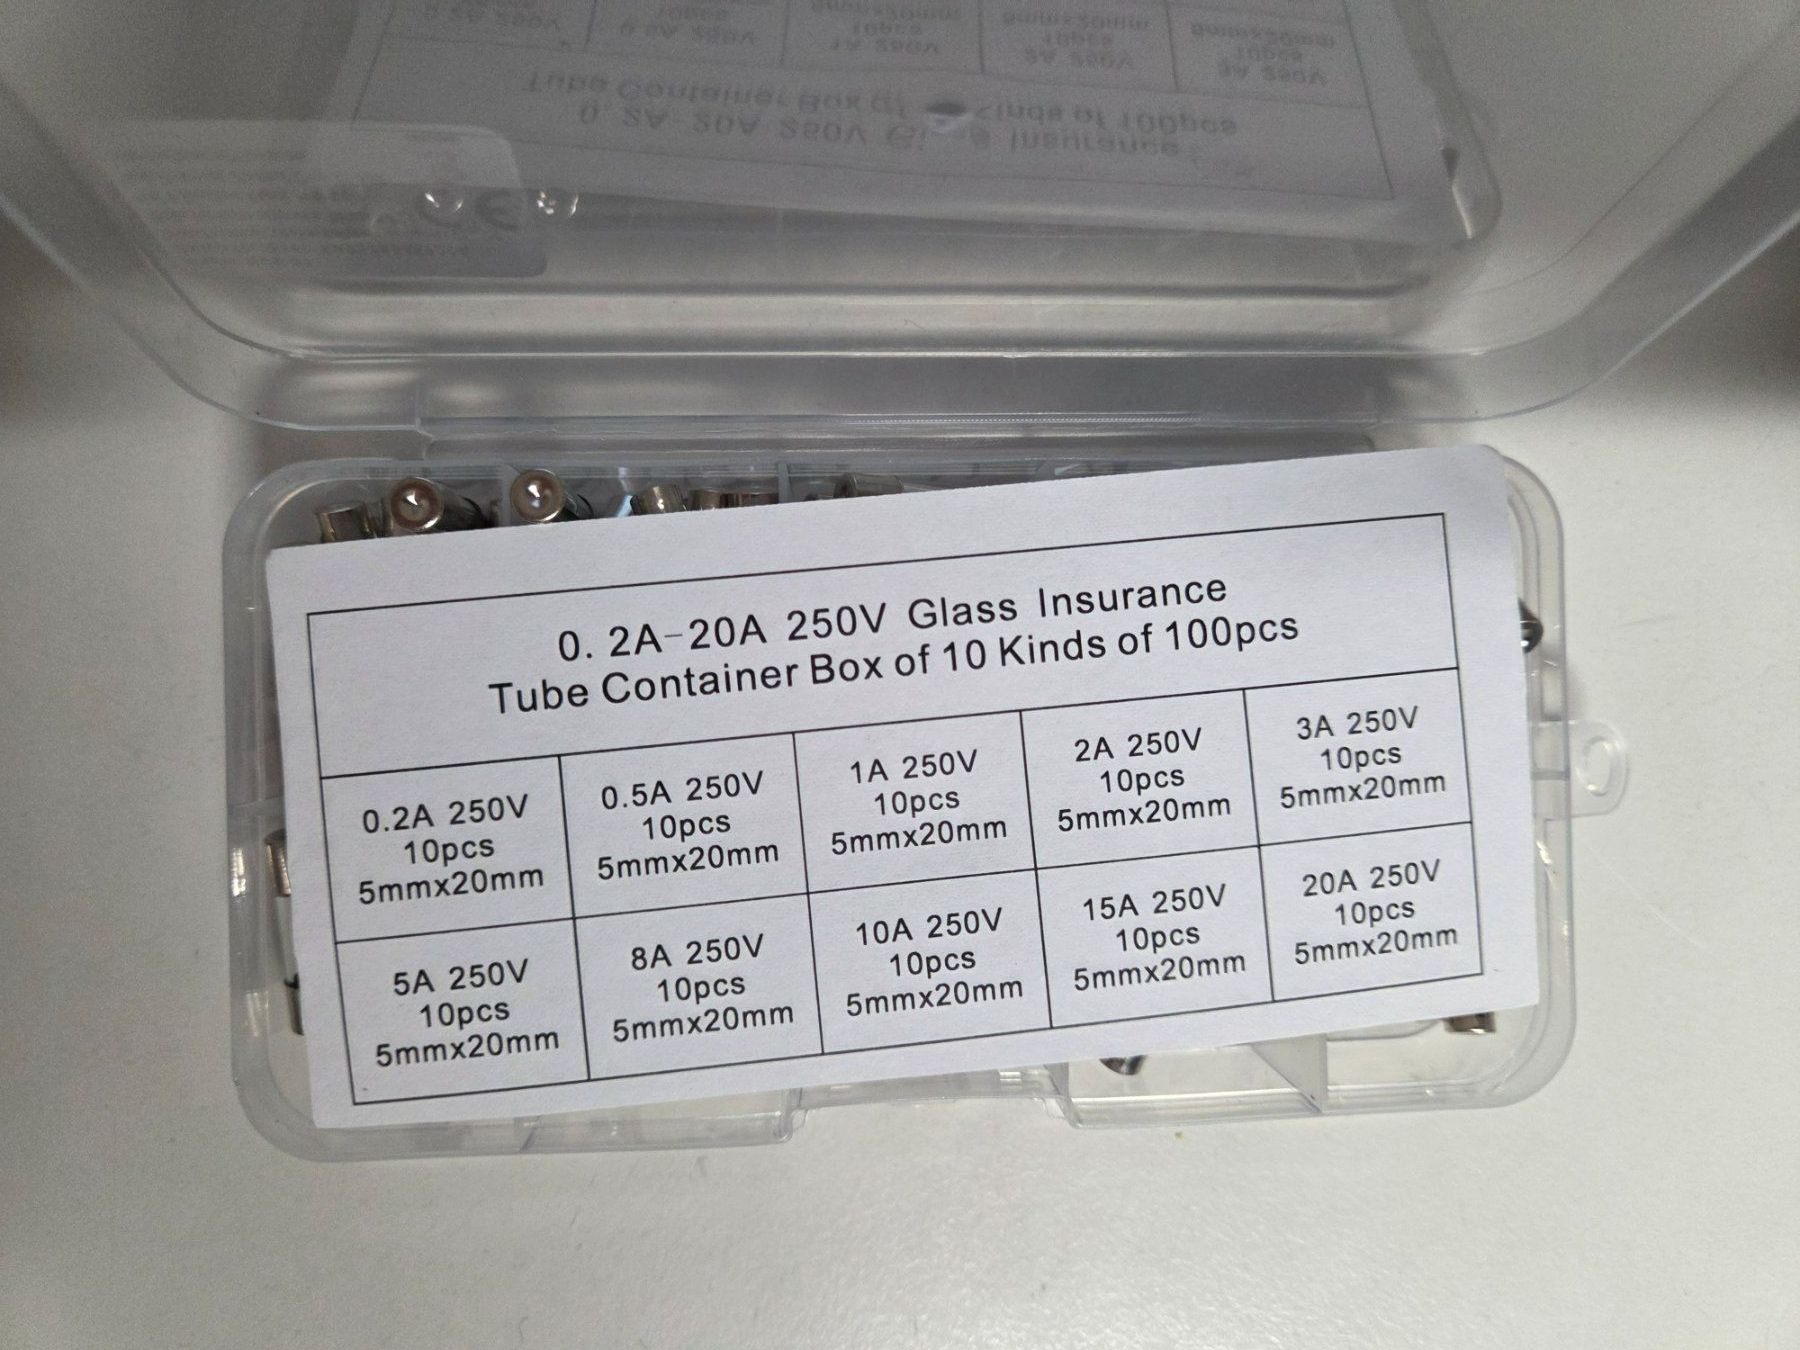 0. 2A-20A 250V Glass Insurance
Tube Container Box of 10 Kinds of 100pcs
0.2A 250V
10pcs
5mmx20mm
0.5A 250V
10pcs
5mmx20mm
1A 250V
10pcs
5mmx20mm
2A 250V
10pcs
5mmx20mm
3A 250V
10pcs
5mmx20mm
5A 250V
10pcs
5mmx20mm
8A 250V
10pcs
5mmx20mm
10A 250V
10pcs
5mmx20mm
15A 250V
10pcs
5mmx20mm
20A 250V
10pcs
5mmx20mm